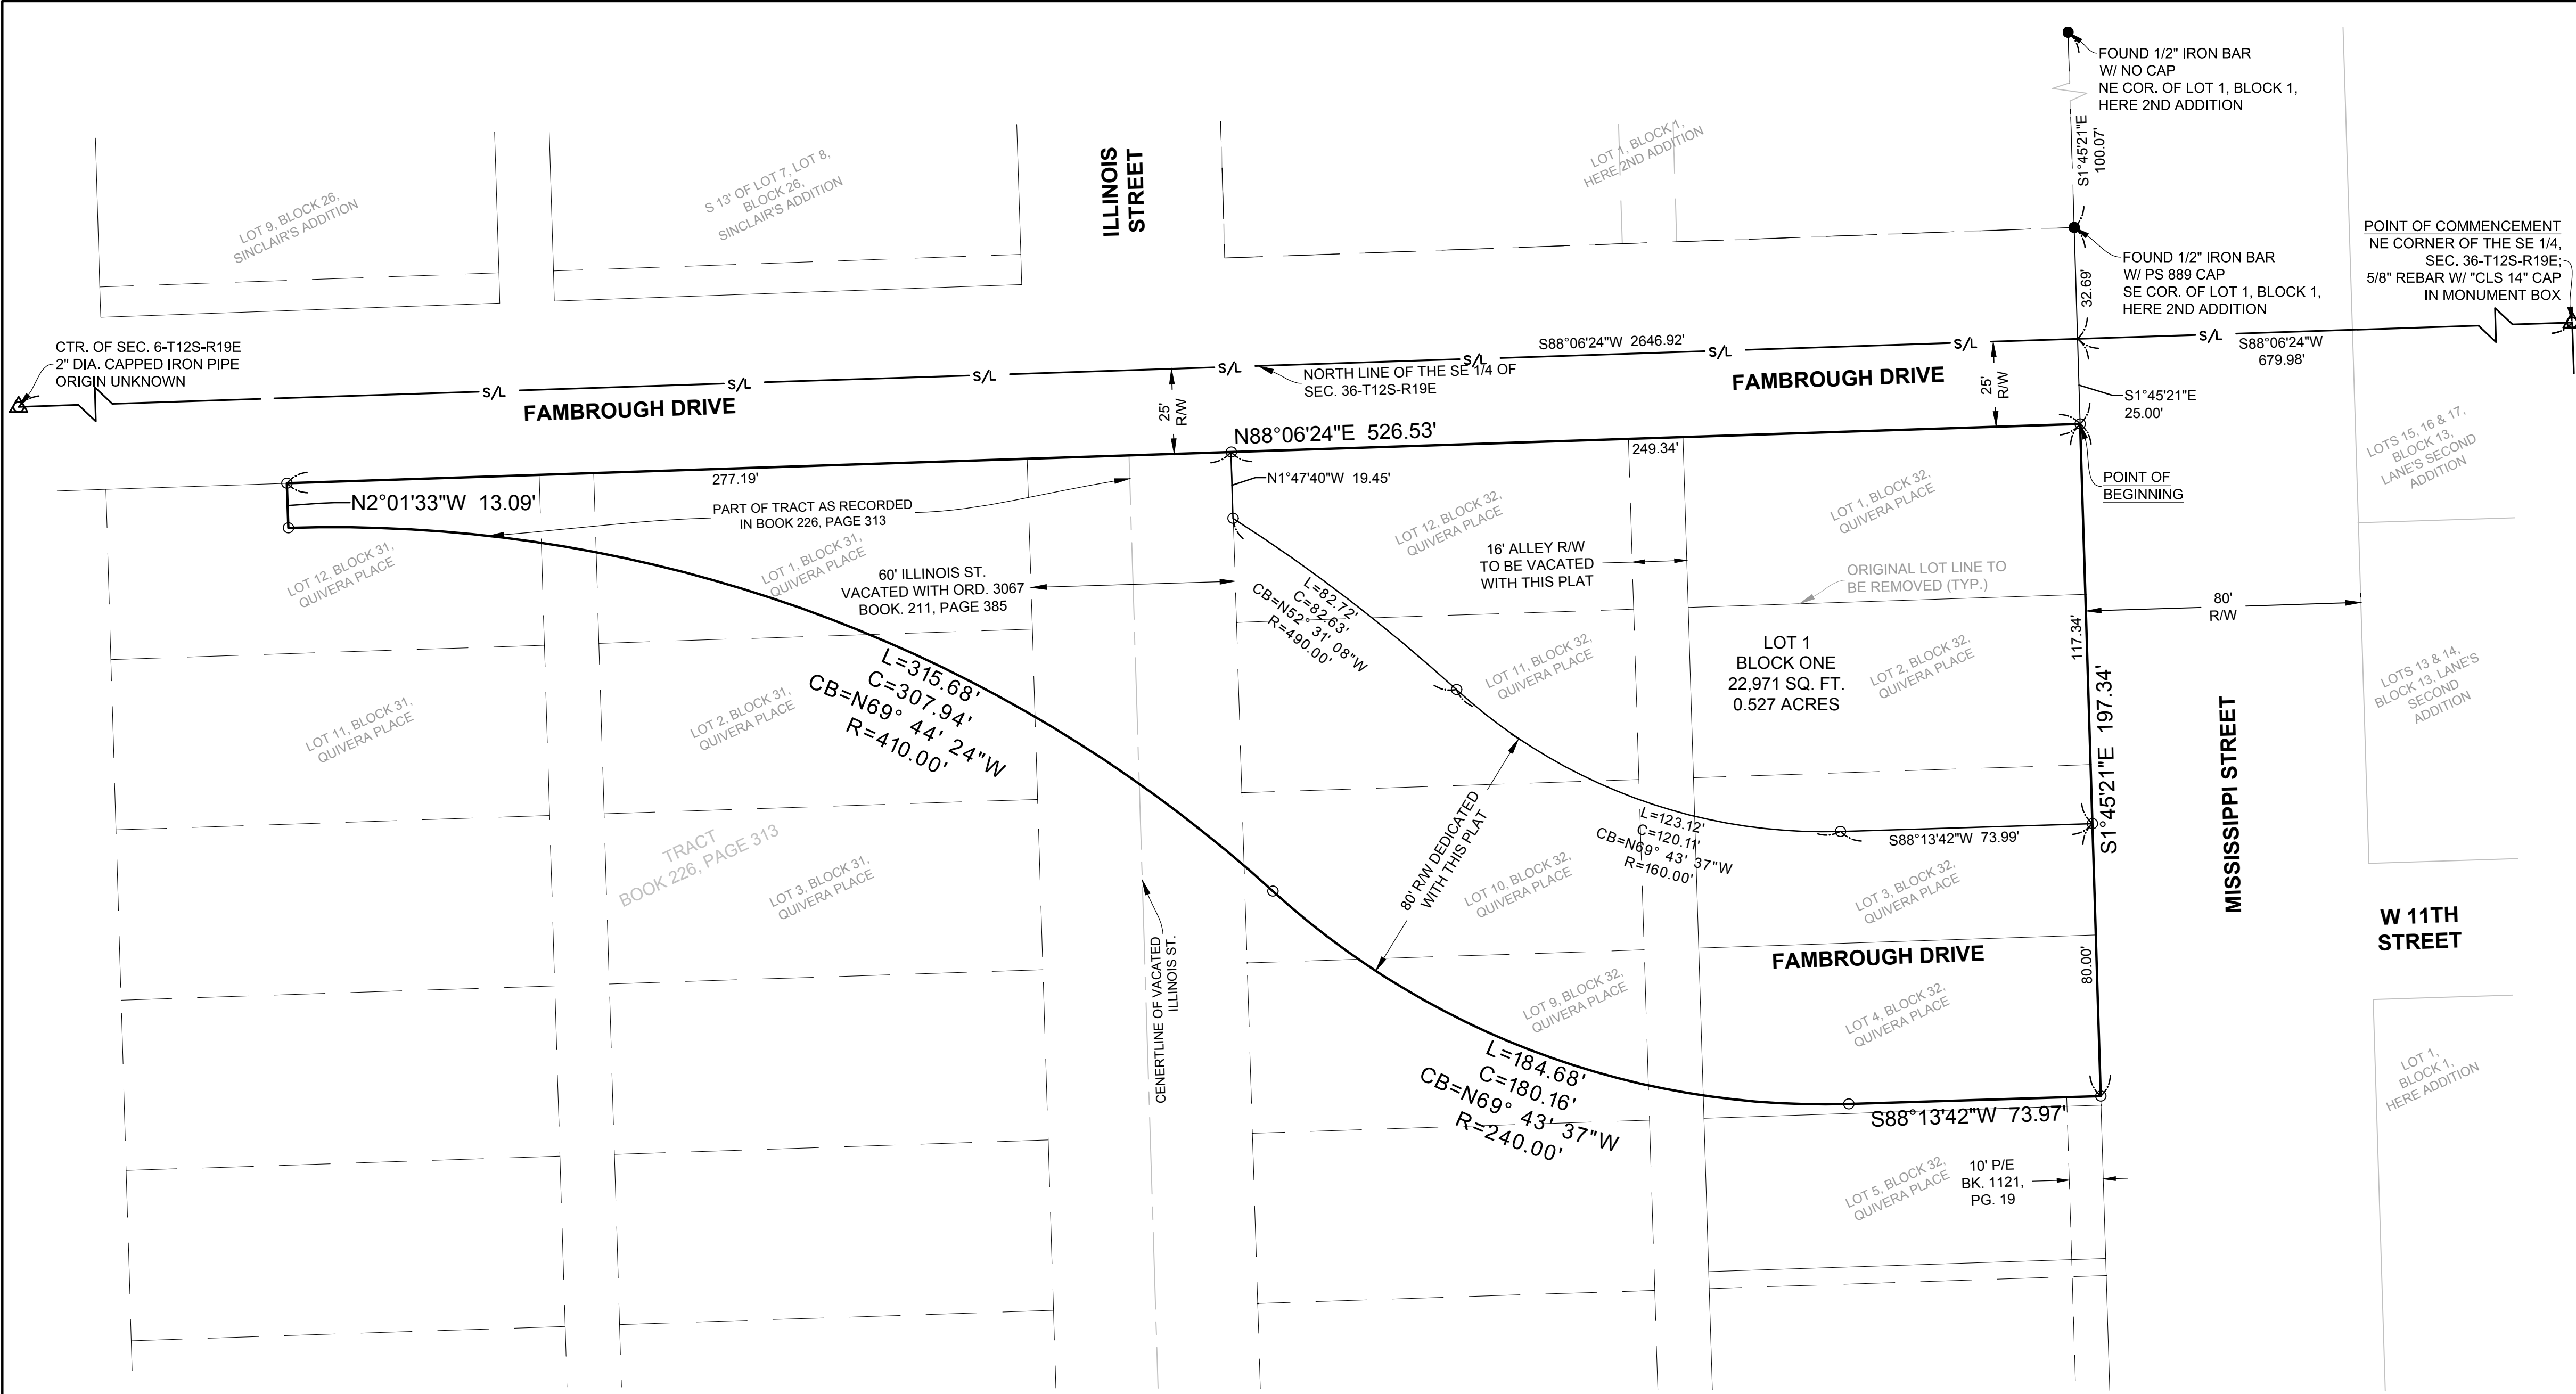 FOUND 1/2" IRON BAR
W/ NO CAP
NE COR. OF LOT 1, BLOCK 1,
HERE 2ND ADDITION
S1°45'21"E
100.07'
ILLINOIS
STREET
LOT 9, BLOCK 26,
SINCLAIR'S ADDITION
S 13' OF LOT 7, LOT 8,
BLOCK 26,
SINCLAIR'S ADDITION
LOT 1, BLOCK 1,
HERE 2ND ADDITION
POINT OF COMMENCEMENT
NE CORNER OF THE SE 1/4,
SEC. 36-T12S-R19E;
5/8" REBAR W/ "CLS 14" CAP
IN MONUMENT BOX
FOUND 1/2" IRON BAR
W/ PS 889 CAP
SE COR. OF LOT 1, BLOCK 1,
HERE 2ND ADDITION
32.69'
CTR. OF SEC. 6-T12S-R19E
2" DIA. CAPPED IRON PIPE
ORIGIN UNKNOWN
S/L
S/L
S/L
S/L
S/L
S/L
S/L
S/L
S88°06'24"W 2646.92'
S88°06'24"W
679.98'
NORTH LINE OF THE SE 1/4 OF
SEC. 36-T12S-R19E
FAMBROUGH DRIVE
FAMBROUGH DRIVE
25'
R/W
25'
R/W
S1°45'21"E
25.00'
N88°06'24"E 526.53'
249.34'
277.19'
N1°47'40"W 19.45'
N2°01'33"W 13.09'
PART OF TRACT AS RECORDED
IN BOOK 226, PAGE 313
POINT OF
BEGINNING
LOTS 15, 16 & 17,
BLOCK 13,
LANE'S SECOND
ADDITION
LOT 12, BLOCK 31,
QUIVERA PLACE
LOT 1, BLOCK 31,
QUIVERA PLACE
LOT 12, BLOCK 32,
QUIVERA PLACE
LOT 1, BLOCK 32,
QUIVERA PLACE
16' ALLEY R/W
TO BE VACATED
WITH THIS PLAT
60' ILLINOIS ST.
VACATED WITH ORD. 3067
BOOK. 211, PAGE 385
ORIGINAL LOT LINE TO
BE REMOVED (TYP.)
80'
R/W
L=82.72'
C=82.63'
CB=N52° 31' 08"W
R=490.00'
117.34'
LOT 1
BLOCK ONE
22,971 SQ. FT.
0.527 ACRES
LOT 11, BLOCK 32,
QUIVERA PLACE
LOT 2, BLOCK 32,
QUIVERA PLACE
LOTS 13 & 14,
BLOCK 13, LANE'S
SECOND
ADDITION
L=315.68'
C=307.94'
CB=N69° 44' 24"W
R=410.00'
LOT 11, BLOCK 31,
QUIVERA PLACE
LOT 2, BLOCK 31,
QUIVERA PLACE
S1°45'21"E 197.34'
MISSISSIPPI STREET
80' R/W DEDICATED
WITH THIS PLAT
L=123.12'
C=120.11'
CB=N69° 43' 37"W
R=160.00'
S88°13'42"W 73.99'
TRACT
BOOK 226, PAGE 313
LOT 3, BLOCK 31,
QUIVERA PLACE
LOT 10, BLOCK 32,
QUIVERA PLACE
LOT 3, BLOCK 32,
QUIVERA PLACE
W 11TH
STREET
FAMBROUGH DRIVE
80.00'
CENERTLINE OF VACATED
ILLINOIS ST.
LOT 9, BLOCK 32,
QUIVERA PLACE
LOT 4, BLOCK 32,
QUIVERA PLACE
L=184.68'
C=180.16'
CB=N69° 43' 37"W
R=240.00'
S88°13'42"W 73.97'
LOT 1,
BLOCK 1,
HERE ADDITION
LOT 5, BLOCK 32,
QUIVERA PLACE
10' P/E
BK. 1121,
PG. 19